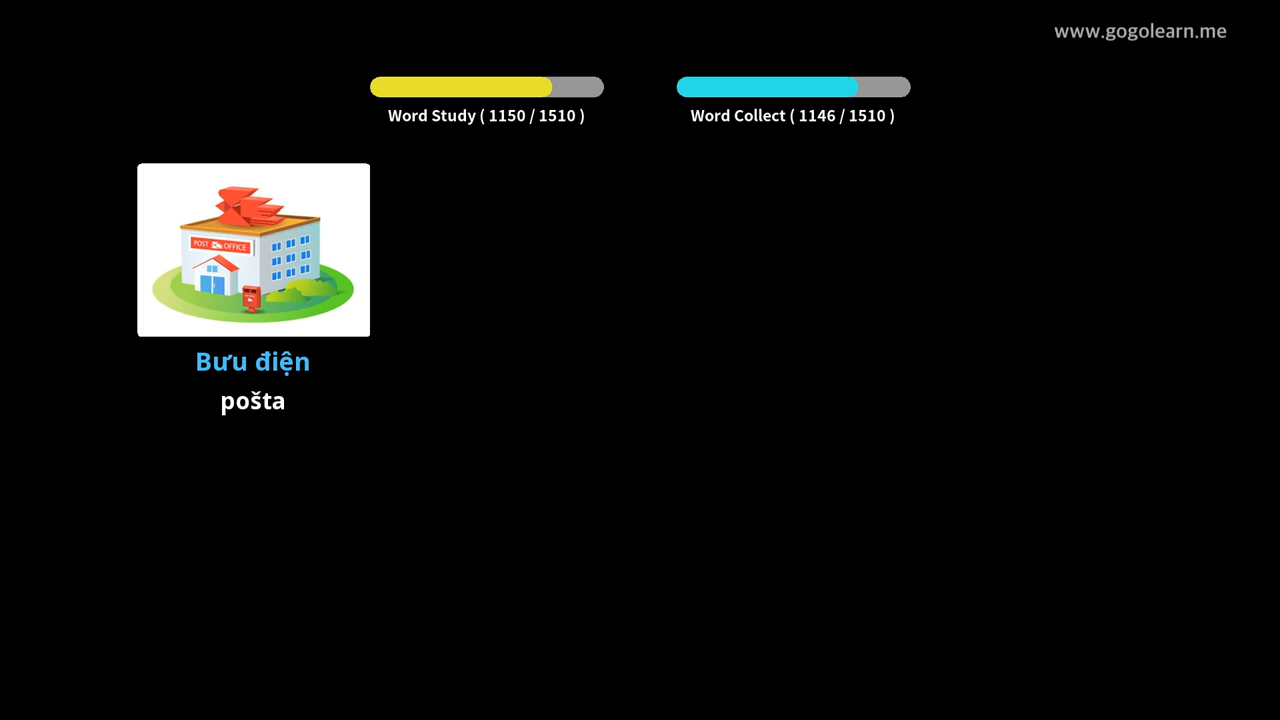 www.gogolearn.me
Word Study ( 1150 / 1510 )
Word Collect ( 1146 / 1510 )
POST OFFICE
Bưu điện
pošta